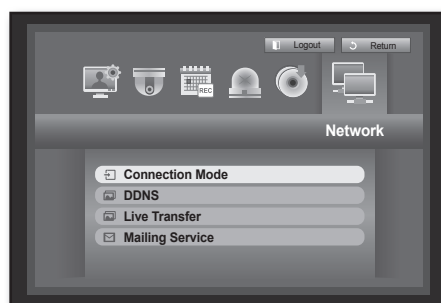 Logout
Return
REC
Network
Connection Mode
DDNS
Live Transfer
Mailing Service